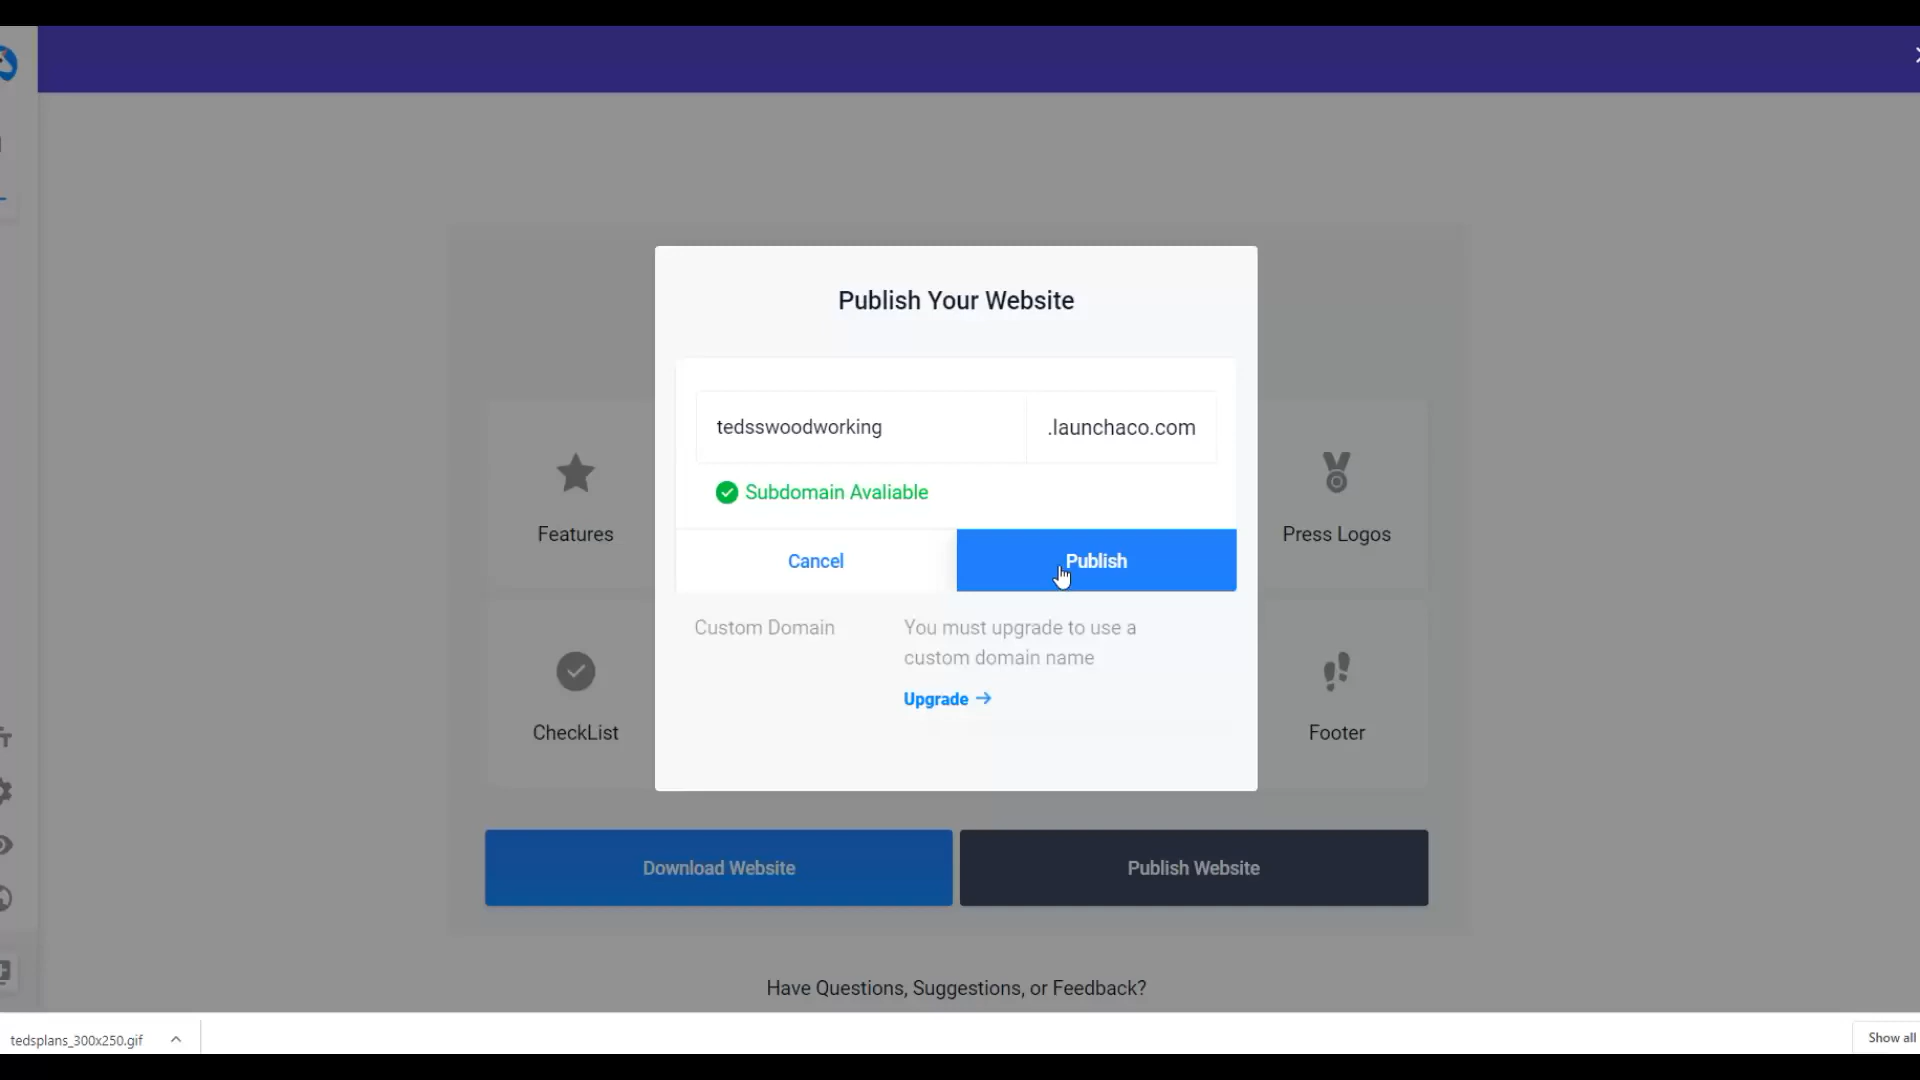 Publish Your Website
tedsswoodworking
.launchaco.com
Subdomain Avaliable
Features
Press Logos
Cancel
Publish
Custom Domain
You must upgrade to use a
custom domain name
Upgrade →
CheckList
Footer
Download Website
Publish Website
Have Questions, Suggestions, or Feedback?
tedsplans_300x250.gif
Show all